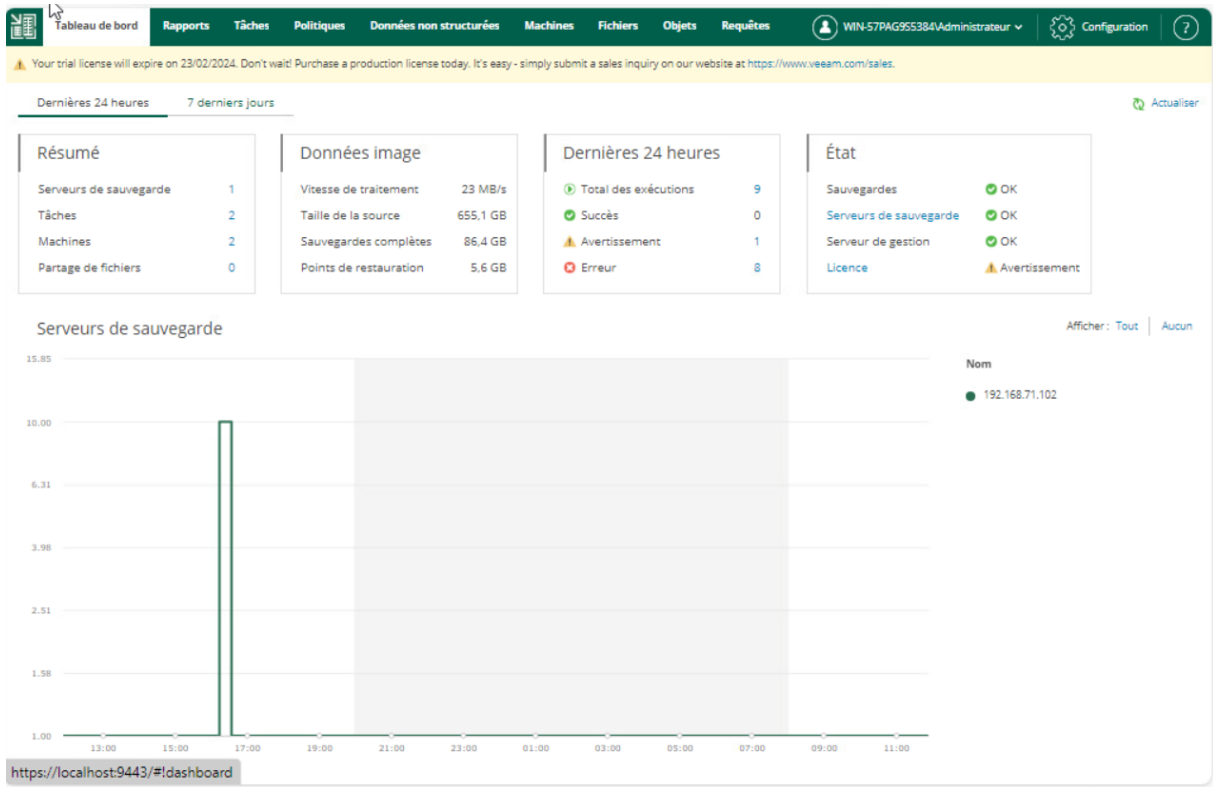 Tableau de bord Rapports Tâches Politiques Données non structurées Machines Fichiers Objets Requêtes WIN-57PAG9S5384\Administrateur Configuration ?
Your trial license will expire on 23/02/2024. Don't wait! Purchase a production license today. It's easy - simply submit a sales inquiry on our website at https://www.veeam.com/sales.
Dernières 24 heures 7 derniers jours Actualiser
Résumé
Serveurs de sauvegarde 1
Tâches 2
Machines 2
Partage de fichiers 0
Données image
Vitesse de traitement 23 MB/s
Taille de la source 655,1 GB
Sauvegardes complètes 86,4 GB
Points de restauration 5,6 GB
Dernières 24 heures
Total des exécutions 9
Succès 0
Avertissement 1
Erreur 8
État
Sauvegardes OK
Serveurs de sauvegarde OK
Serveur de gestion OK
Licence Avertissement
Serveurs de sauvegarde Afficher : Tout Aucun
15.85
10.00
6.31
3.98
2.51
1.58
1.00
13:00 15:00 17:00 19:00 21:00 23:00 01:00 03:00 05:00 07:00 09:00 11:00
Nom
192.168.71.102
https://localhost:9443/#!dashboard